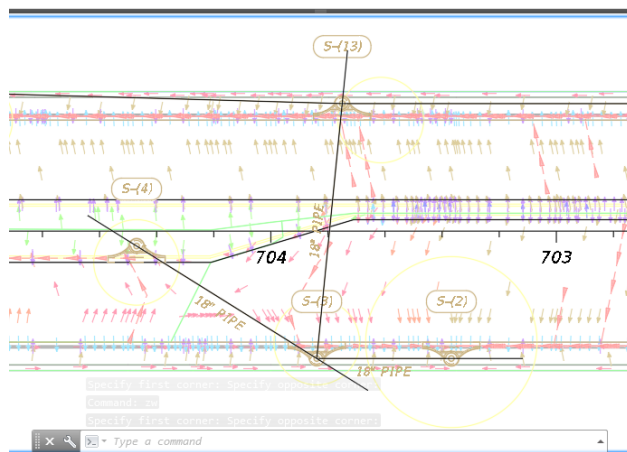 S-(13)
S-(4)
18" PIPE
704
703
18" PIPE
S-(3)
S-(2)
18" PIPE
Specify first corner: Specify opposite corner:
Command: zw
Specify first corner: Specify opposite corner:
Type a command